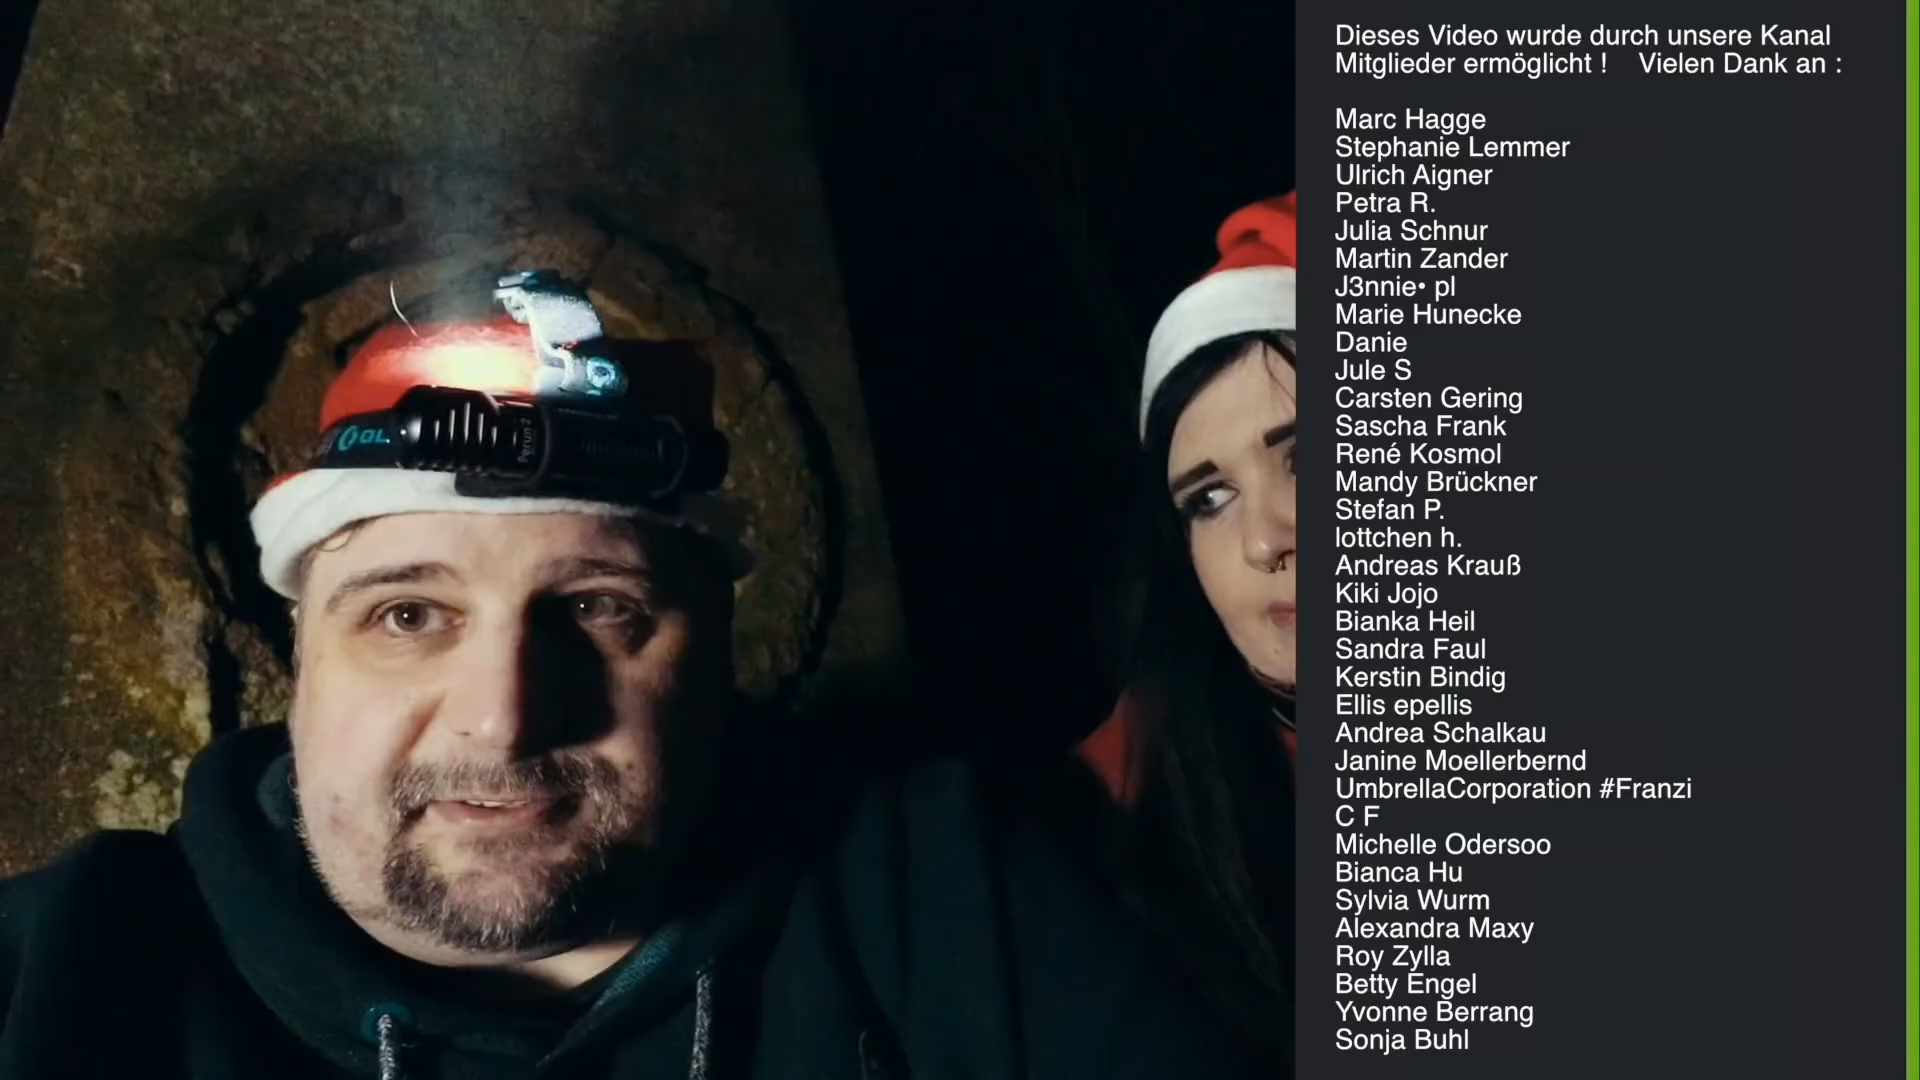 Dieses Video wurde durch unsere Kanal
Mitglieder ermöglicht ! Vielen Dank an :
Marc Hagge
Stephanie Lemmer
Ulrich Aigner
Petra R.
Julia Schnur
Martin Zander
J3nnie• pl
Marie Hunecke
Danie
Jule S
Carsten Gering
Sascha Frank
René Kosmol
Mandy Brückner
Stefan P.
lottchen h.
Andreas Krauß
Kiki Jojo
Bianka Heil
Sandra Faul
Kerstin Bindig
Ellis epellis
Andrea Schalkau
Janine Moellerbernd
UmbrellaCorporation #Franzi
C F
Michelle Odersoo
Bianca Hu
Sylvia Wurm
Alexandra Maxy
Roy Zylla
Betty Engel
Yvonne Berrang
Sonja Buhl
OL
Perun 2